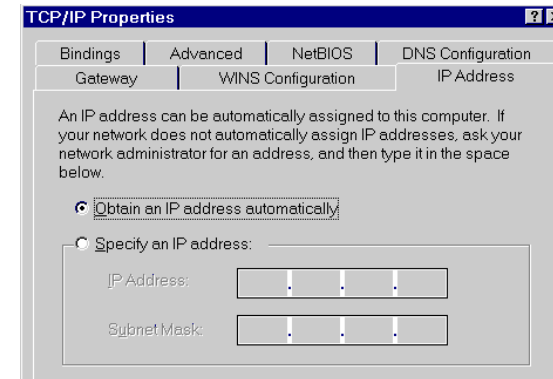 TCP/IP Properties
Bindings Advanced NetBIOS DNS Configuration
Gateway WINS Configuration IP Address
An IP address can be automatically assigned to this computer. If
your network does not automatically assign IP addresses, ask your
network administrator for an address, and then type it in the space
below.
Obtain an IP address automatically
Specify an IP address:
IP Address:
Subnet Mask: